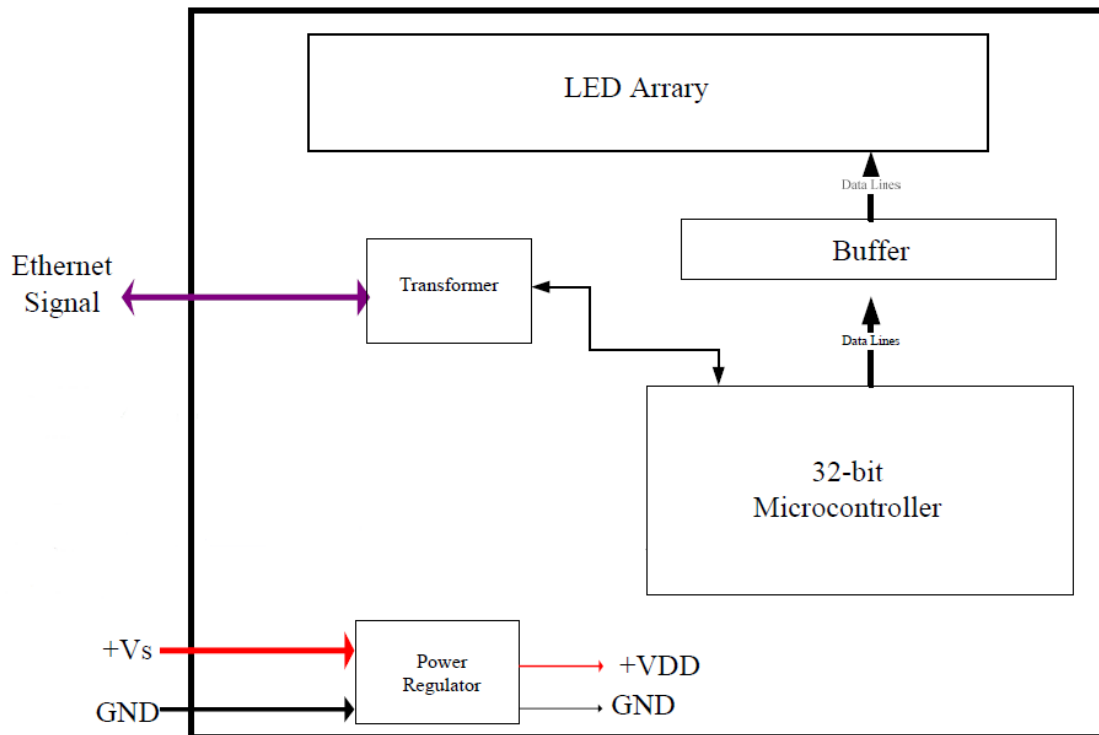 LED Arrary
Data Lines
Buffer
Ethernet
Signal
Transformer
Data Lines
32-bit
Microcontroller
+Vs
GND
Power
Regulator
+VDD
GND